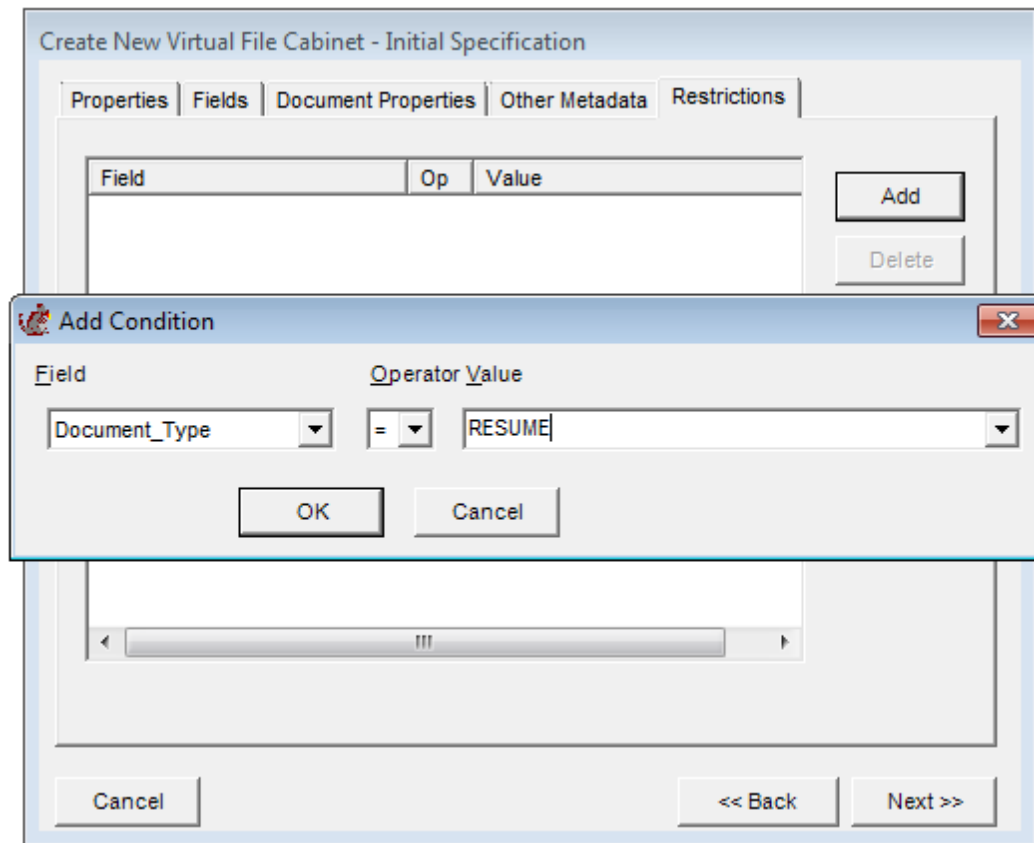 Create New Virtual File Cabinet - Initial Specification
Properties Fields Document Properties Other Metadata Restrictions
Field Op Value
Add
Delete
Add Condition
Field Operator Value
Document_Type = RESUME
OK Cancel
Cancel << Back Next >>